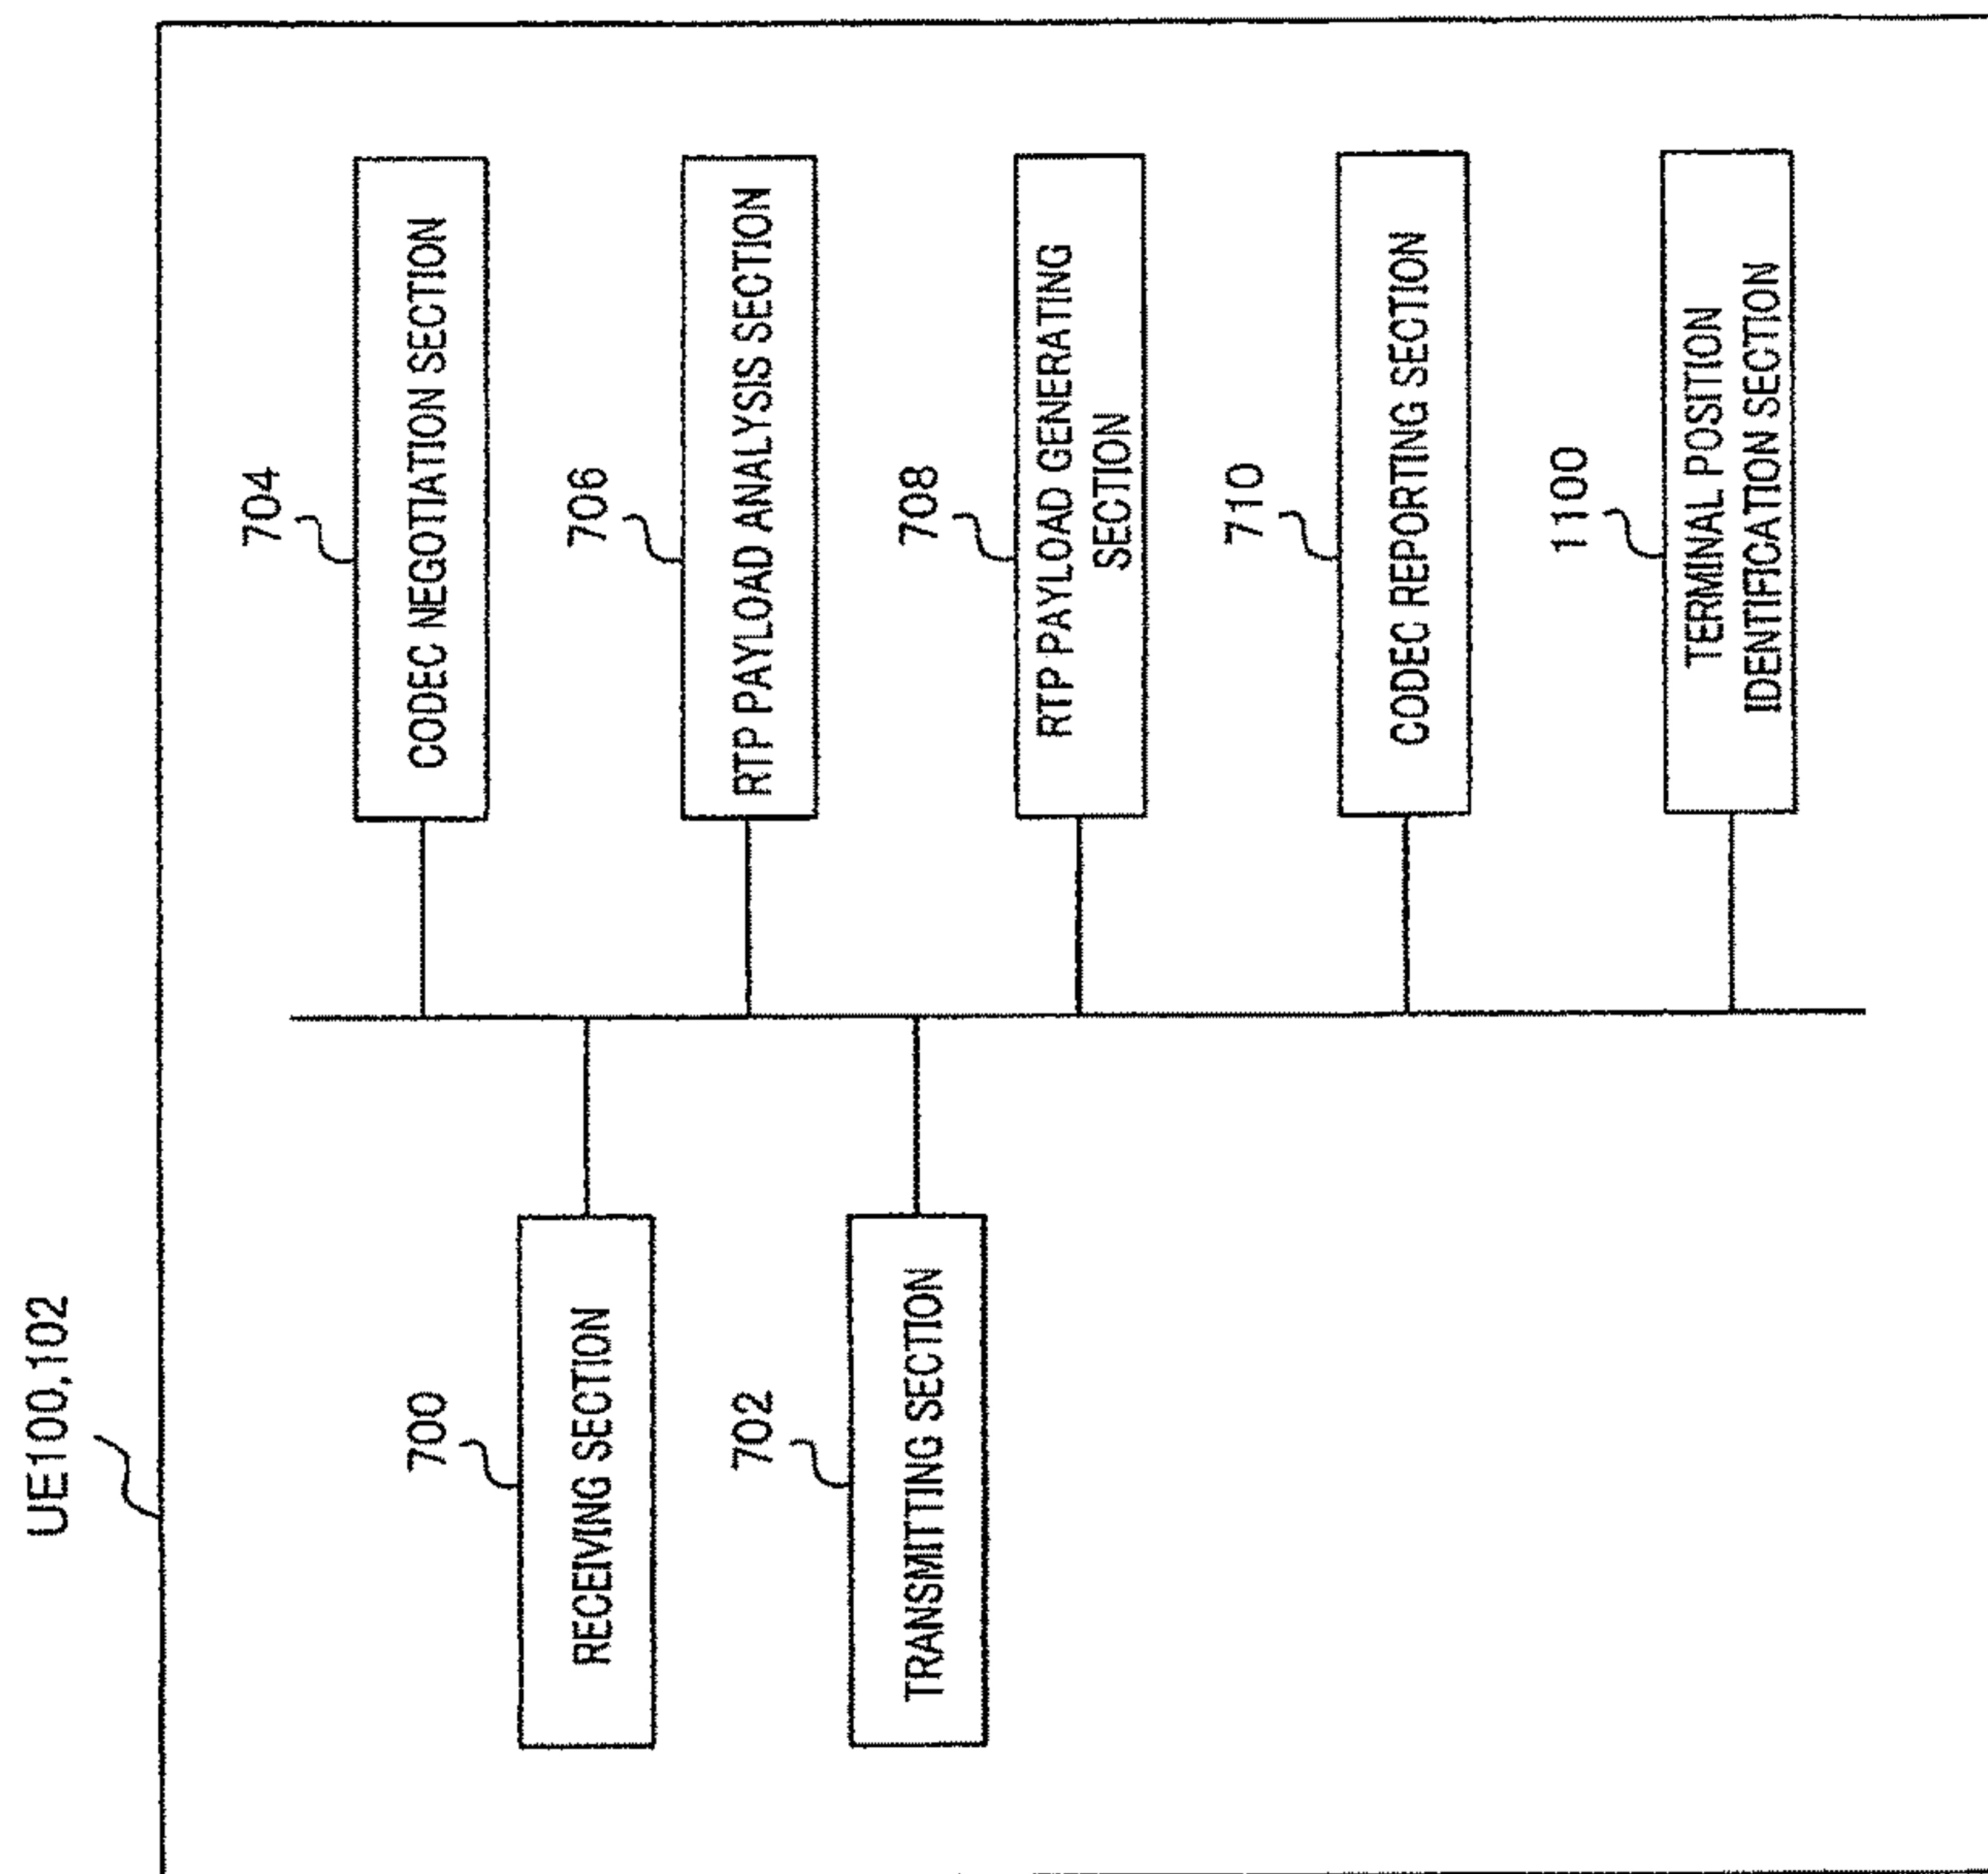 UE100,102
700
RECEIVING SECTION
702
TRANSMITTING SECTION
704
CODEC NEGOTIATION SECTION
706
RTP PAYLOAD ANALYSIS SECTION
708
RTP PAYLOAD GENERATING
SECTION
710
CODEC REPORTING SECTION
1100
TERMINAL POSITION
IDENTIFICATION SECTION